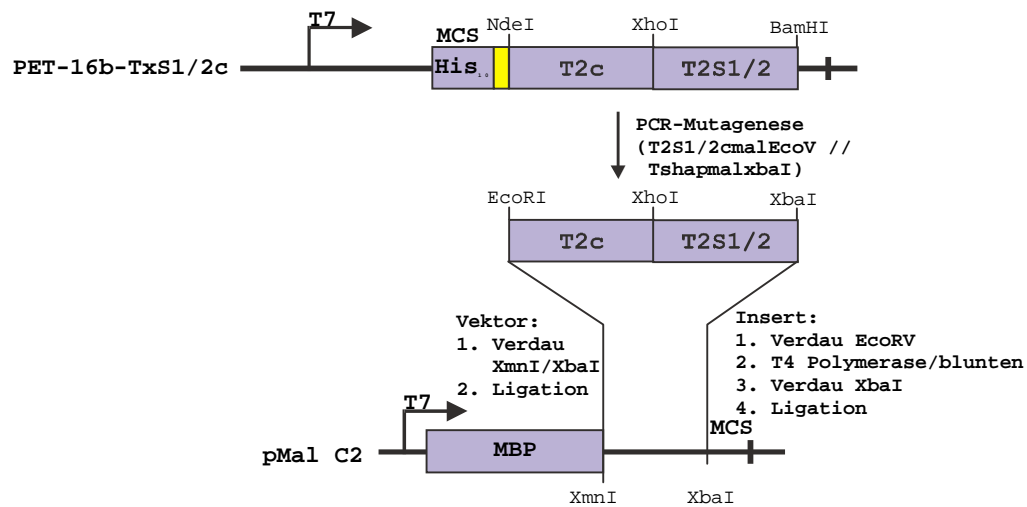 T7
MCS
NdeI
XhoI
BamHI
PET-16b-TxS1/2c
His₁₀
T2c
T2S1/2
PCR-Mutagenese
(T2S1/2cmalEcoV //
TshapmalxbaI)
EcoRI
XhoI
XbaI
T2c
T2S1/2
Vektor:
1. Verdau
XmnI/XbaI
2. Ligation
Insert:
1. Verdau EcoRV
2. T4 Polymerase/blunten
3. Verdau XbaI
4. Ligation
T7
MCS
pMal C2
MBP
XmnI
XbaI